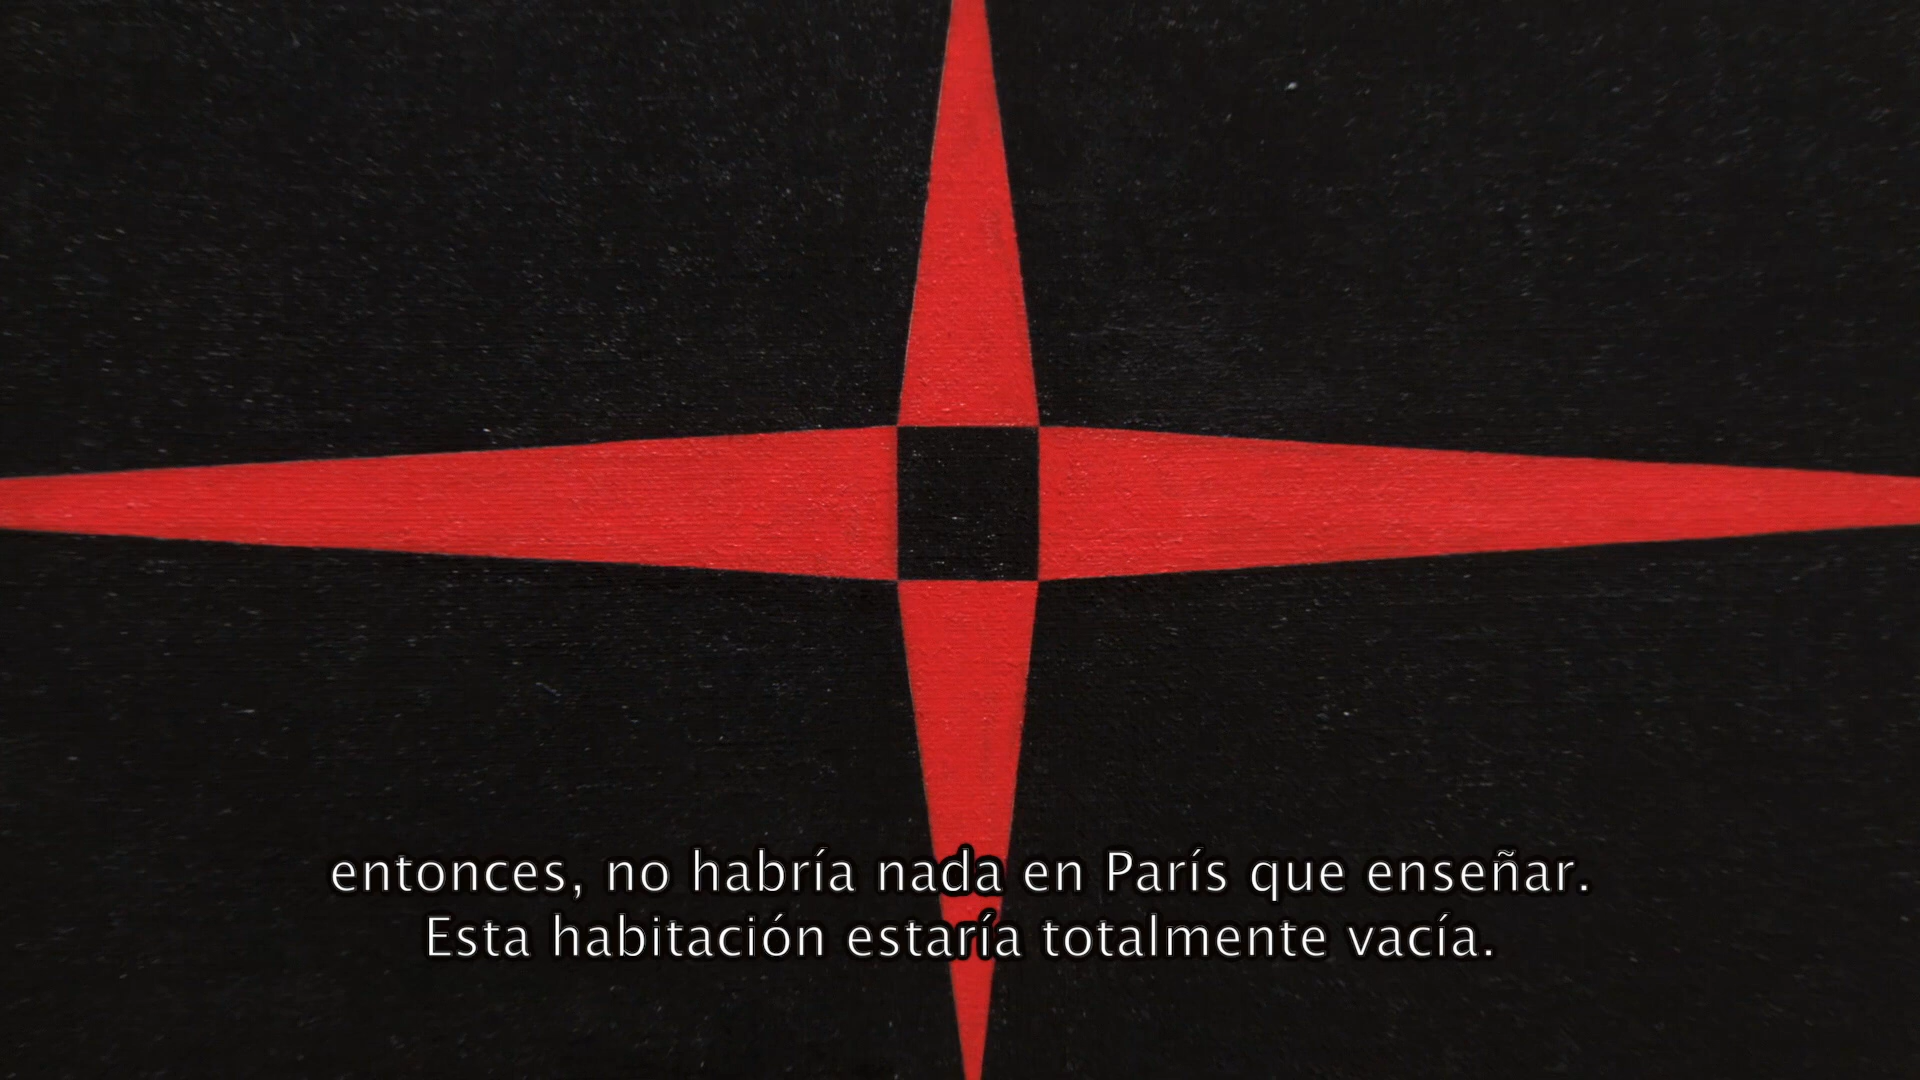 entonces, no habría nada en París que enseñar.
Esta habitación estaría totalmente vacía.